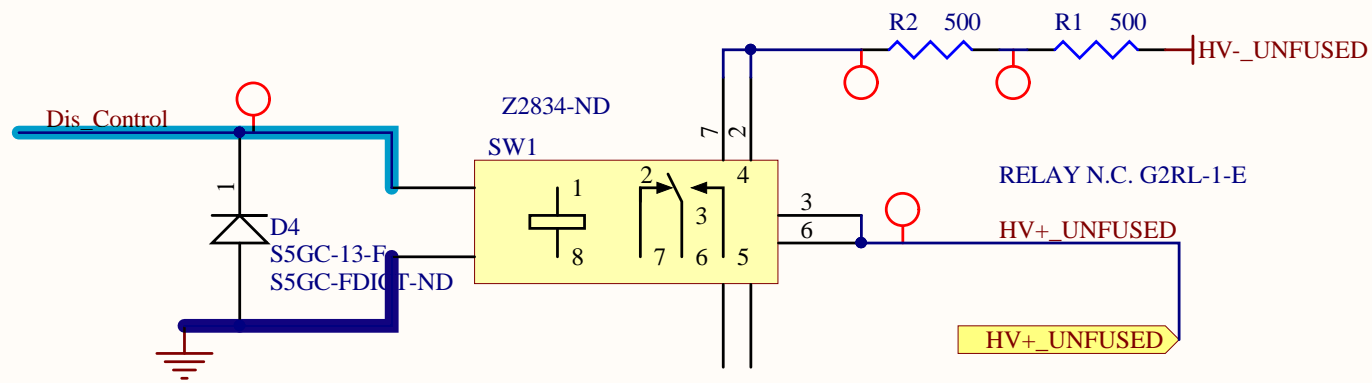 R2 500 R1 500
HV-_UNFUSED
Z2834-ND
Dis_Control
SW1
7 2
1
1
8
2 4
3
7 6 5
3
6
RELAY N.C. G2RL-1-E
HV+_UNFUSED
D4
S5GC-13-F
S5GC-FDICT-ND
HV+_UNFUSED